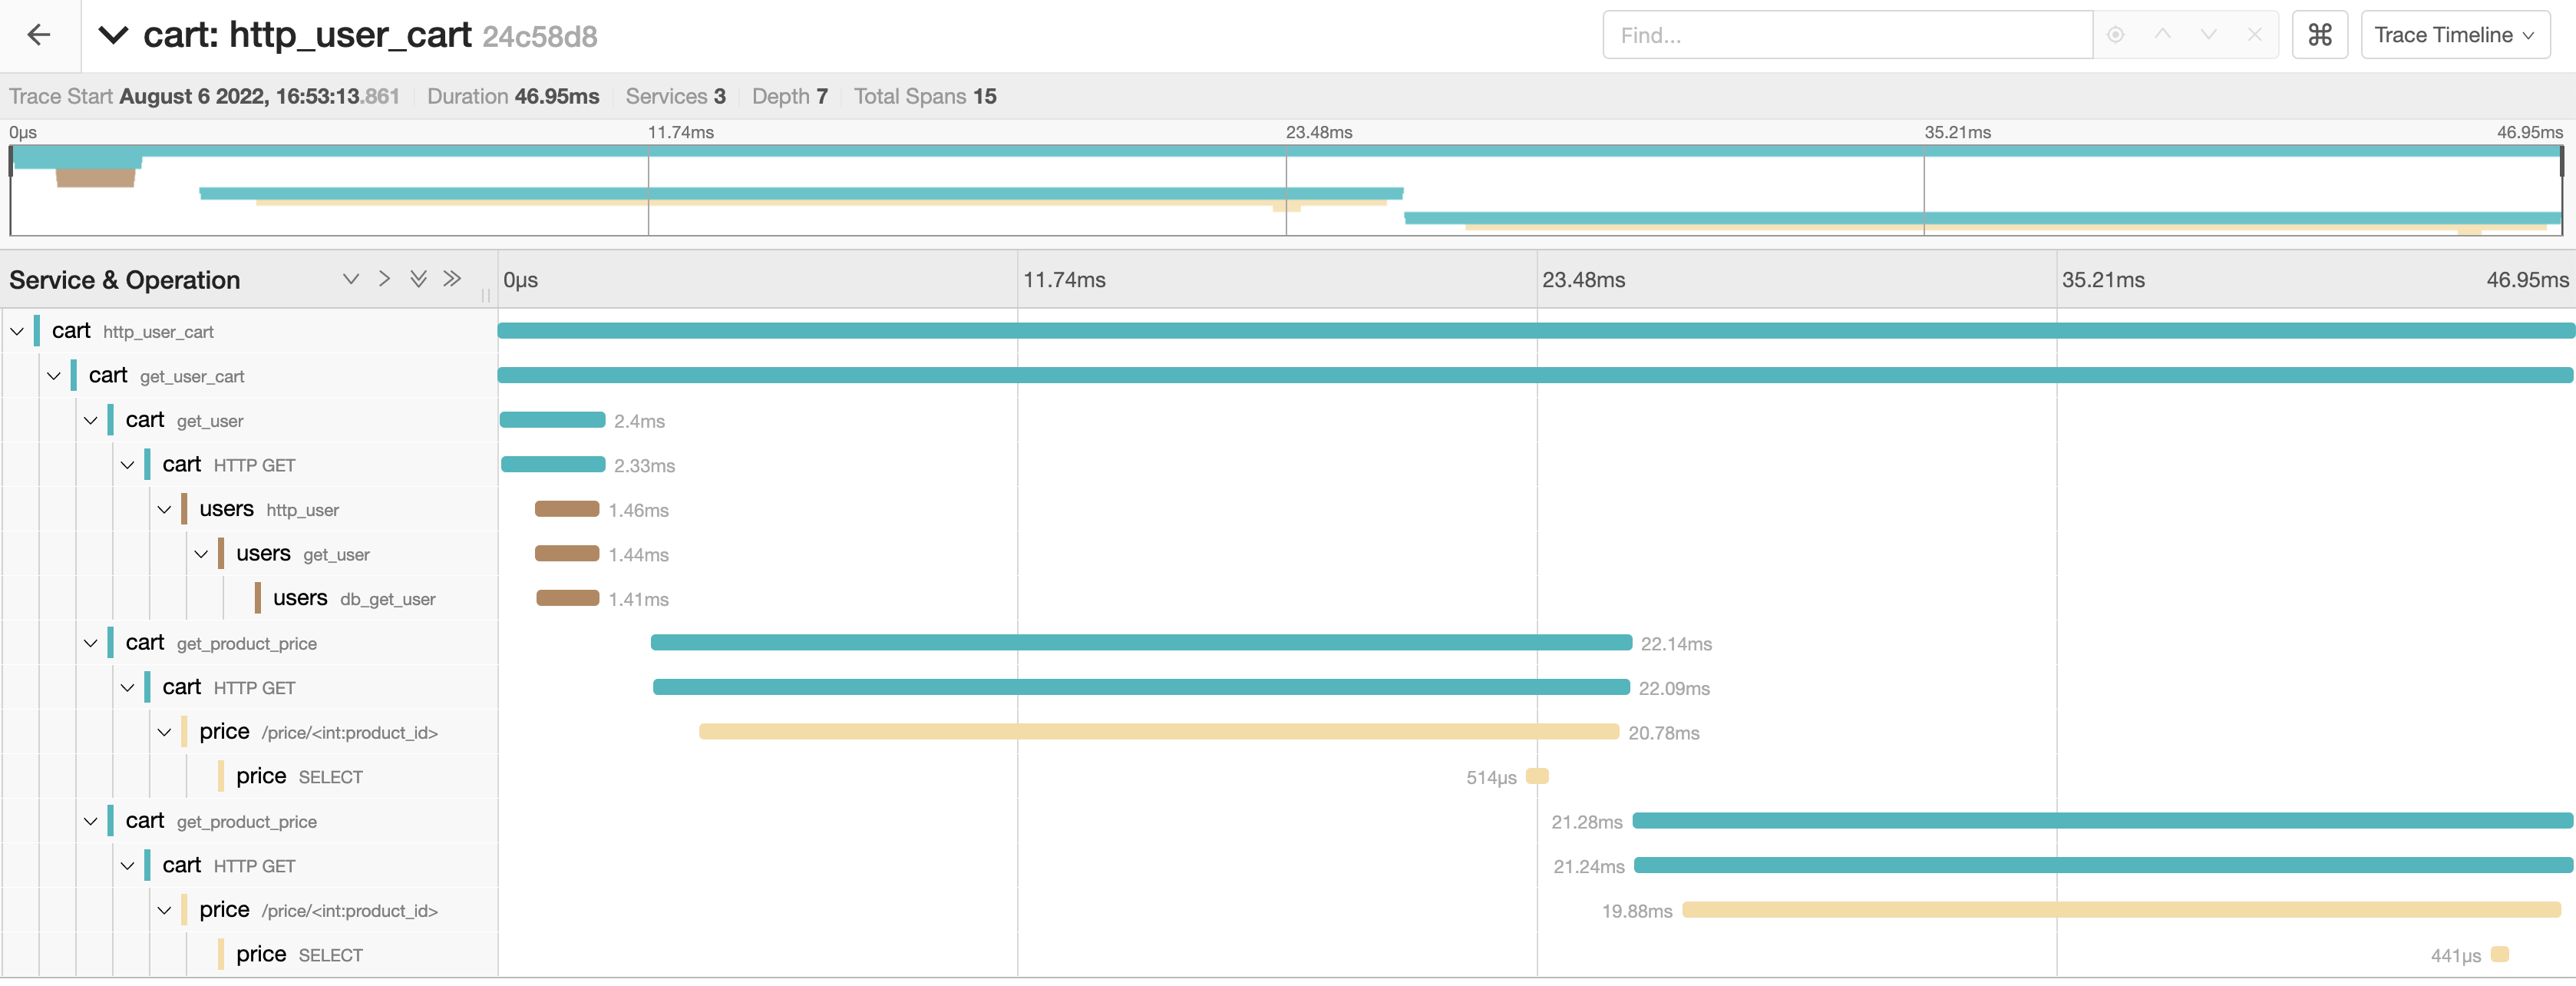 cart: http_user_cart 24c58d8 Find... ⌘ Trace Timeline
Trace Start August 6 2022, 16:53:13.861 Duration 46.95ms Services 3 Depth 7 Total Spans 15
0μs 11.74ms 23.48ms 35.21ms 46.95ms
Service & Operation 0μs 11.74ms 23.48ms 35.21ms 46.95ms
cart http_user_cart
cart get_user_cart
cart get_user 2.4ms
cart HTTP GET 2.33ms
users http_user 1.46ms
users get_user 1.44ms
users db_get_user 1.41ms
cart get_product_price 22.14ms
cart HTTP GET 22.09ms
price /price/<int:product_id> 20.78ms
price SELECT 514μs
cart get_product_price 21.28ms
cart HTTP GET 21.24ms
price /price/<int:product_id> 19.88ms
price SELECT 441μs